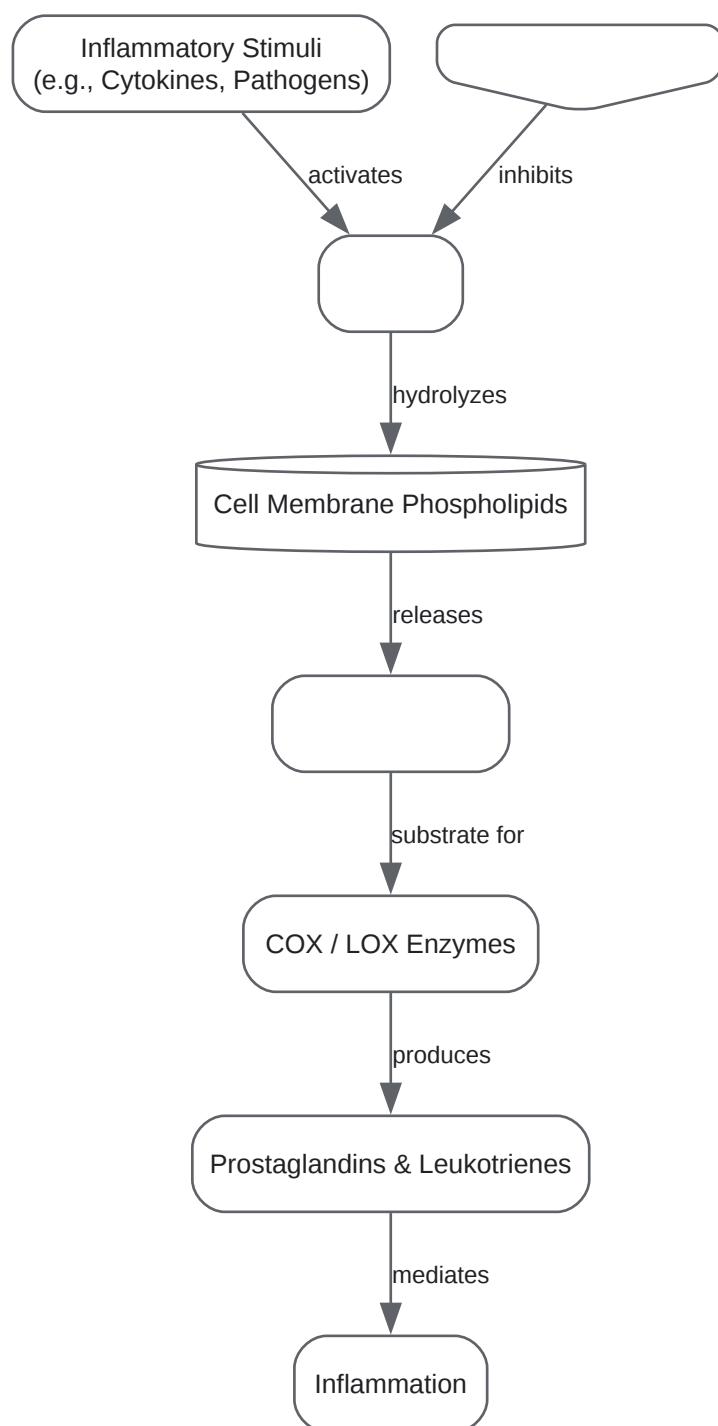 Inflammatory Stimuli
(e.g., Cytokines, Pathogens)
activates
inhibits
hydrolyzes
Cell Membrane Phospholipids
releases
substrate for
COX / LOX Enzymes
produces
Prostaglandins & Leukotrienes
mediates
Inflammation